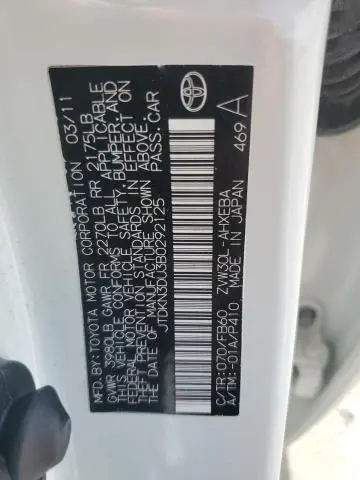 MFD.BY:TOYOTA MOTOR CORPORATION 03/11
GVWR 3980LB GAWR FR 2270LB RR 2175LB
THIS VEHICLE CONFORMS TO ALL APPLICABLE
FEDERAL MOTOR VEHICLE SAFETY, BUMPER, AND
THEFT PREVENTION STANDARDS IN EFFECT ON
THE DATE OF MANUFACTURE SHOWN ABOVE.
JTDKN3DU3B0292125 PASS.CAR
C/TR:070/FB60 ZVW30L-AHXEBA
A/TM:-01A/P410 MADE IN JAPAN
469 A